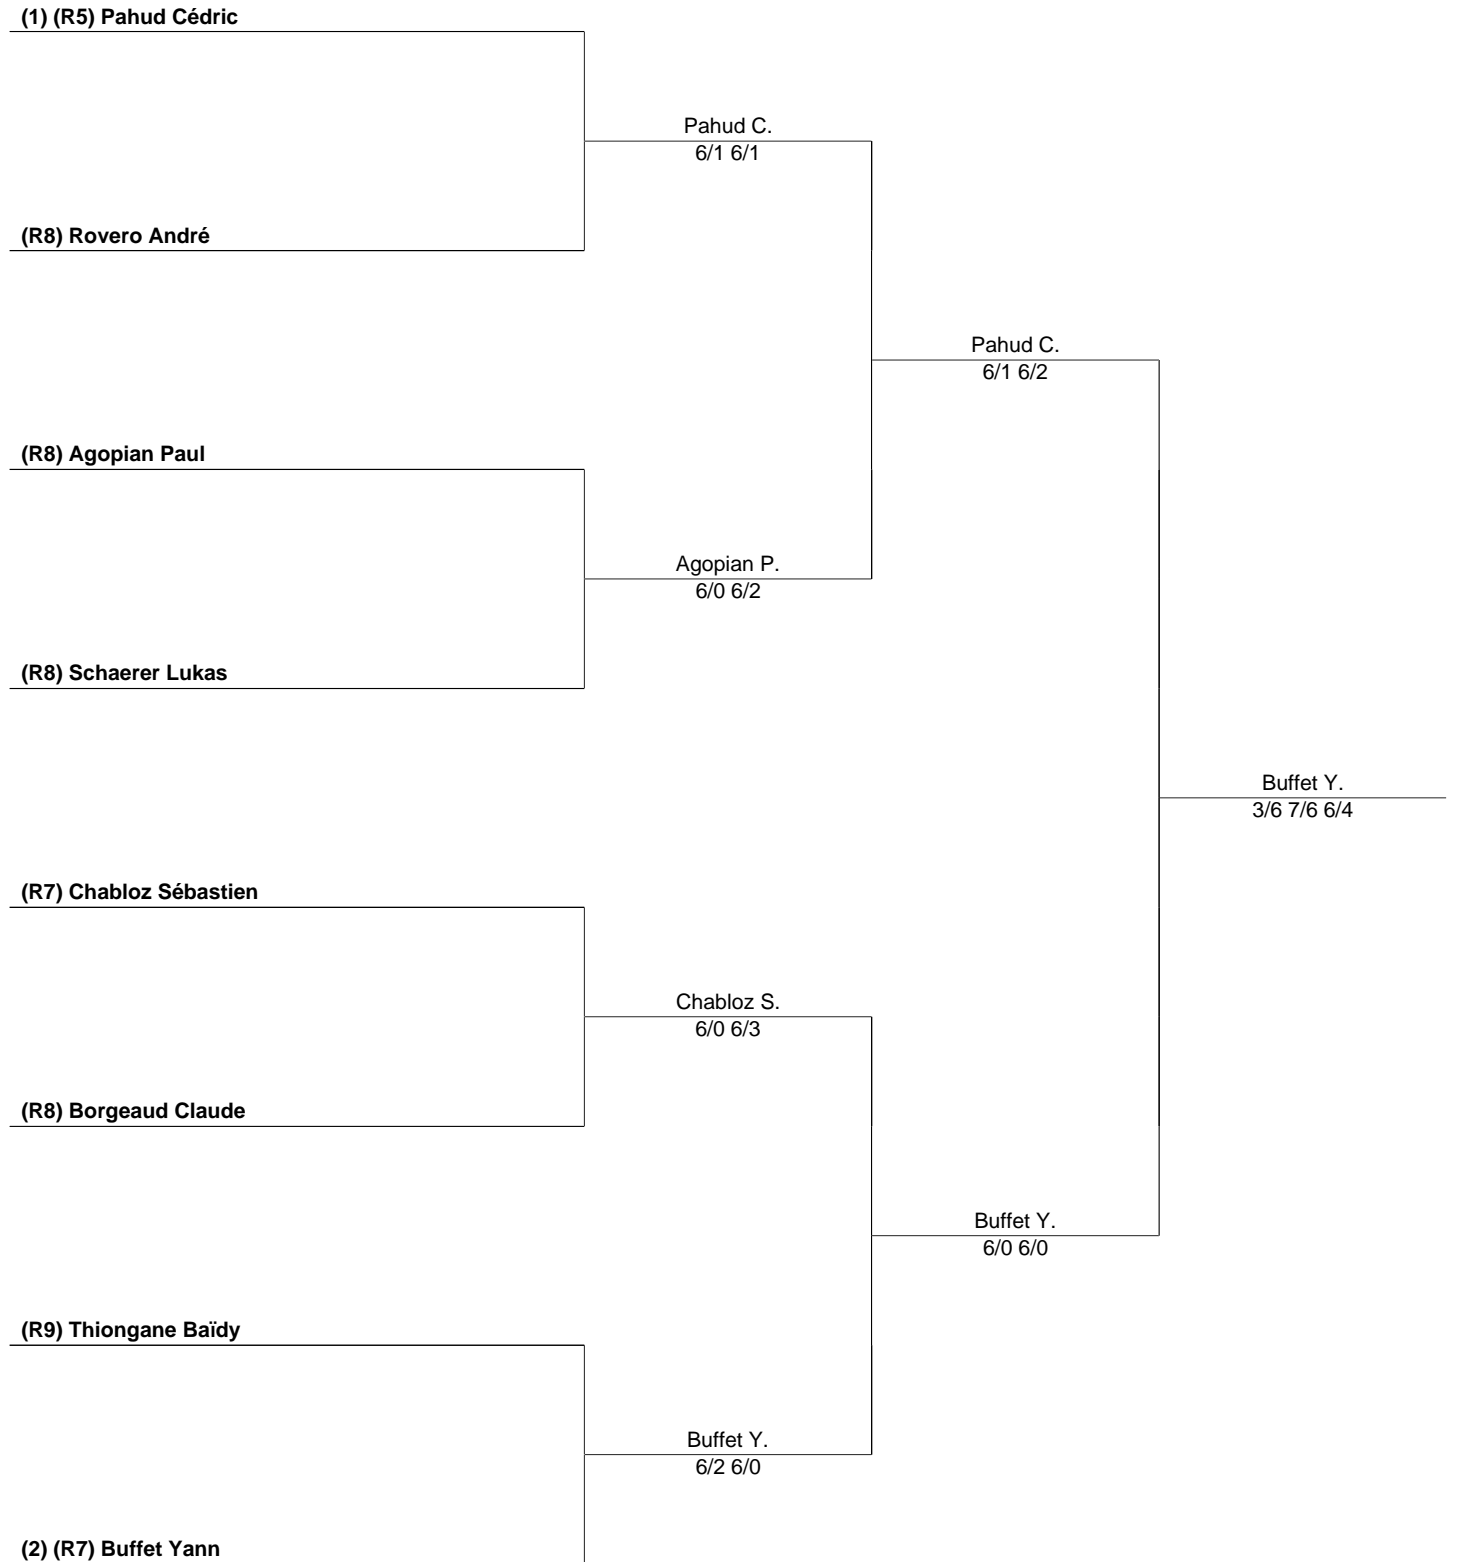 (1) (R5) Pahud Cédric
Pahud C.
6/1 6/1
(R8) Rovero André
Pahud C.
6/1 6/2
(R8) Agopian Paul
Agopian P.
6/0 6/2
(R8) Schaerer Lukas
Buffet Y.
3/6 7/6 6/4
(R7) Chabloz Sébastien
Chabloz S.
6/0 6/3
(R8) Borgeaud Claude
Buffet Y.
6/0 6/0
(R9) Thiongane Baïdy
Buffet Y.
6/2 6/0
(2) (R7) Buffet Yann